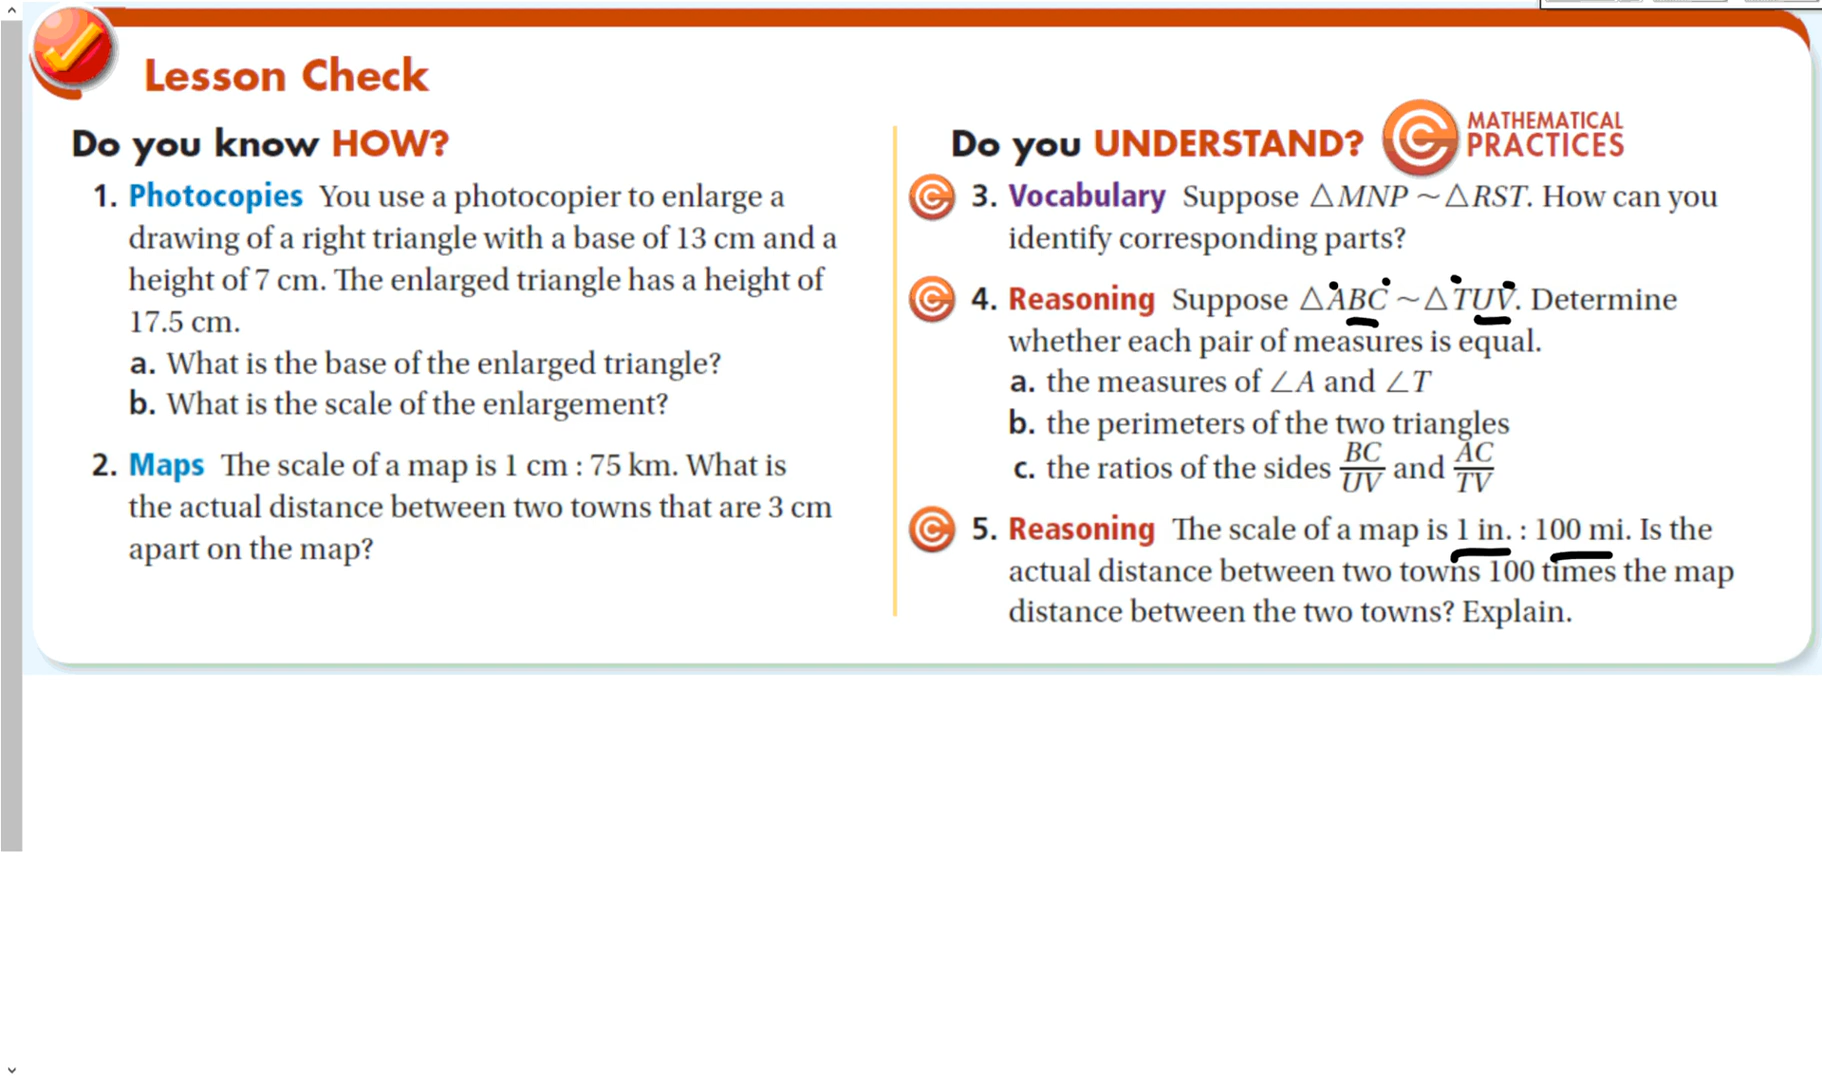 Lesson Check
Do you know HOW?
1. Photocopies You use a photocopier to enlarge a
drawing of a right triangle with a base of 13 cm and a
height of 7 cm. The enlarged triangle has a height of
17.5 cm.
a. What is the base of the enlarged triangle?
b. What is the scale of the enlargement?
2. Maps The scale of a map is 1 cm : 75 km. What is
the actual distance between two towns that are 3 cm
apart on the map?
Do you UNDERSTAND?
MATHEMATICAL
PRACTICES
3. Vocabulary Suppose △MNP ~ △RST. How can you
identify corresponding parts?
4. Reasoning Suppose △ABC ~ △TUV. Determine
whether each pair of measures is equal.
a. the measures of ∠A and ∠T
b. the perimeters of the two triangles
c. the ratios of the sides BC/UV and AC/TV
5. Reasoning The scale of a map is 1 in. : 100 mi. Is the
actual distance between two towns 100 times the map
distance between the two towns? Explain.